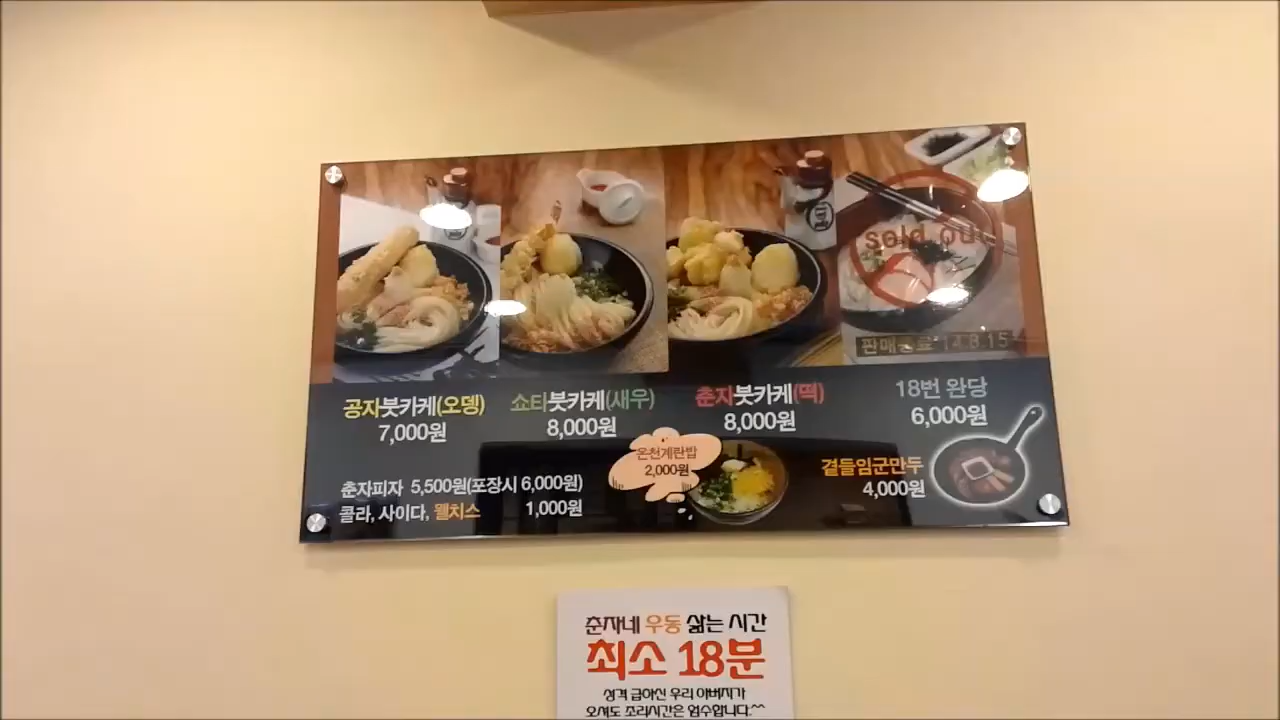 sold out
판매종료 '14.8.15
공자붓카케(오뎅)
7,000원
쇼티붓카케(새우)
8,000원
춘자붓카케(떡)
8,000원
18번 완당
6,000원
온천계란밥
2,000원
곁들임군만두
4,000원
춘자피자 5,500원(포장시 6,000원)
콜라, 사이다, 웰치스 1,000원
춘자네 우동 삶는 시간
최소 18분
성격 급하신 우리 아버지가
오셔도 조리시간은 엄수합니다.^^